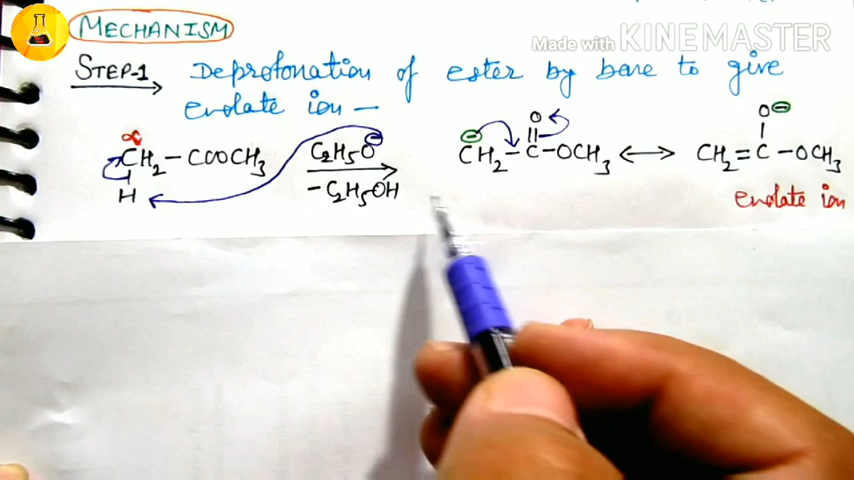 MECHANISM
Made with KINEMASTER
STEP-1 Deprotonation of ester by base to give
enolate ion –
α
CH₂ – COOCH₃
H
C₂H₅O⊖
– C₂H₅OH
⊖ O
CH₂ – C – OCH₃ ↔
O⊖
CH₂ = C – OCH₃
enolate ion